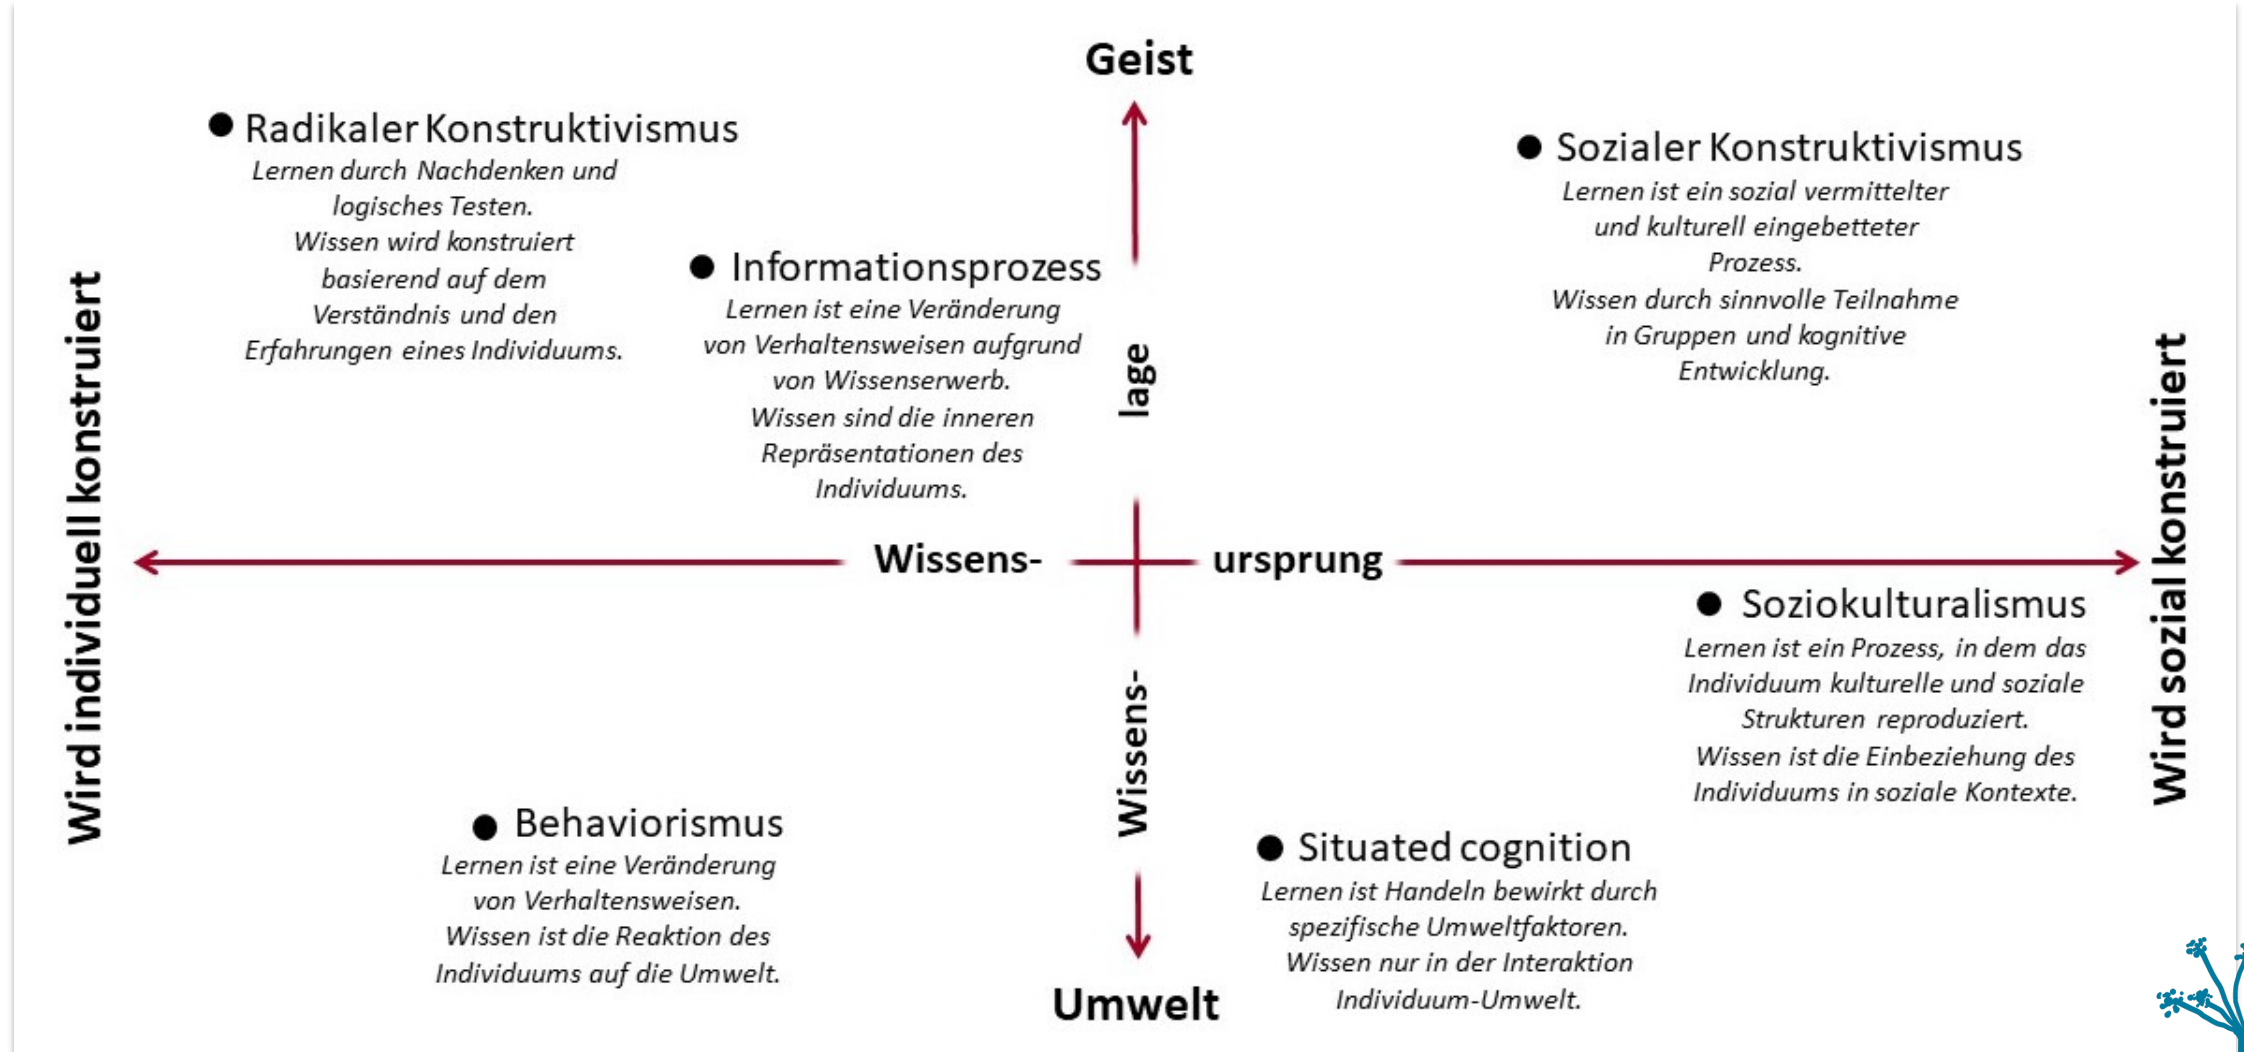 Geist
Radikaler Konstruktivismus
Lernen durch Nachdenken und
logisches Testen.
Wissen wird konstruiert
basierend auf dem
Verständnis und den
Erfahrungen eines Individuums.
Informationsprozess
Lernen ist eine Veränderung
von Verhaltensweisen aufgrund
von Wissenserwerb.
Wissen sind die inneren
Repräsentationen des
Individuums.
Sozialer Konstruktivismus
Lernen ist ein sozial vermittelter
und kulturell eingebetteter
Prozess.
Wissen durch sinnvolle Teilnahme
in Gruppen und kognitive
Entwicklung.
Wird individuell konstruiert
Wissens- ursprung
Wissens- lage
Wird sozial konstruiert
Behaviorismus
Lernen ist eine Veränderung
von Verhaltensweisen.
Wissen ist die Reaktion des
Individuums auf die Umwelt.
Soziokulturalismus
Lernen ist ein Prozess, in dem das
Individuum kulturelle und soziale
Strukturen reproduziert.
Wissen ist die Einbeziehung des
Individuums in soziale Kontexte.
Situated cognition
Lernen ist Handeln bewirkt durch
spezifische Umweltfaktoren.
Wissen nur in der Interaktion
Individuum-Umwelt.
Umwelt